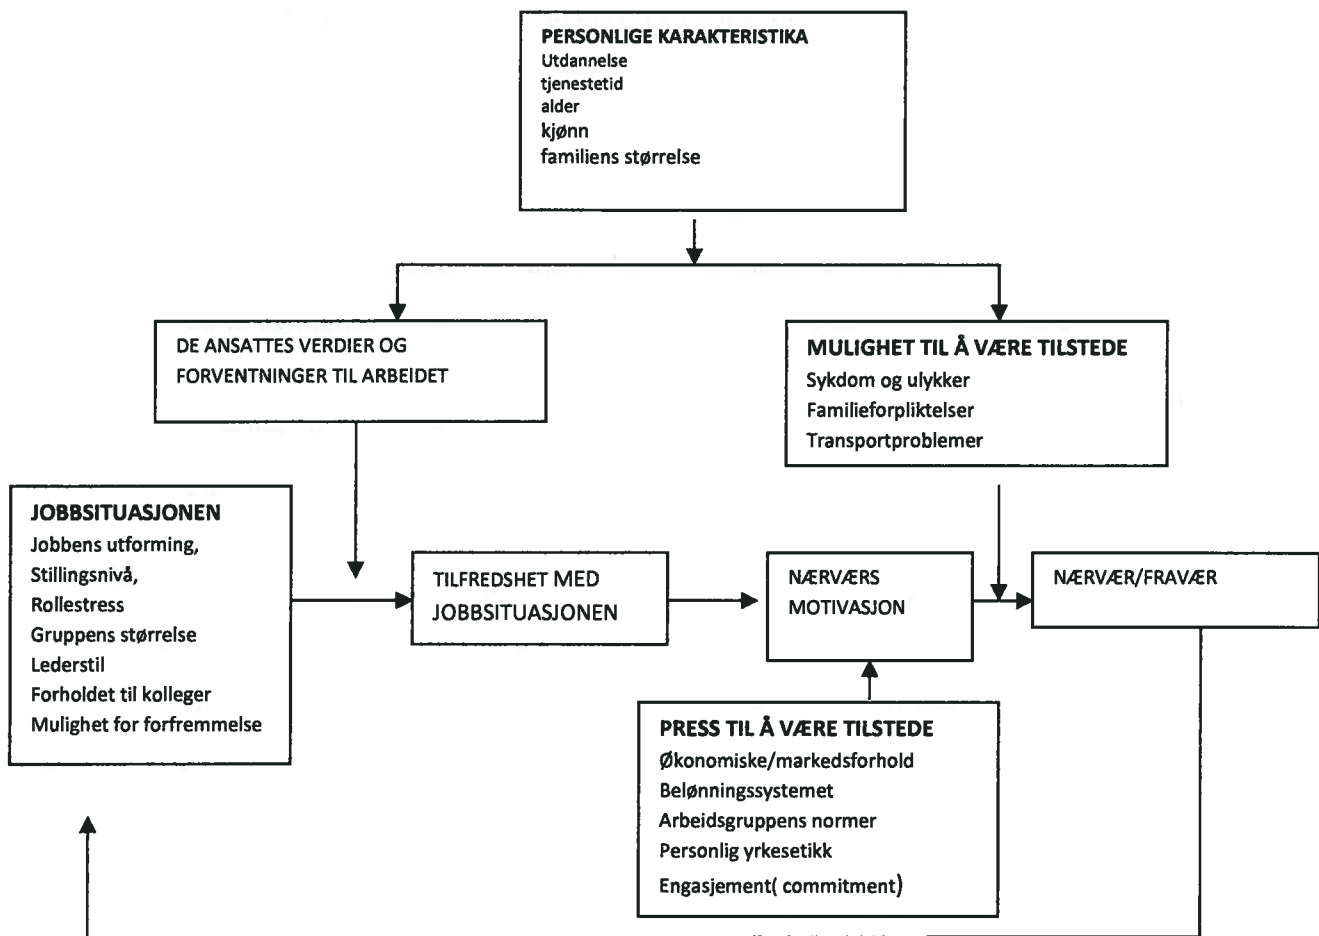 PERSONLIGE KARAKTERISTIKA
Utdannelse
tjenestetid
alder
kjønn
familiens størrelse
DE ANSATTES VERDIER OG
FORVENTNINGER TIL ARBEIDET
MULIGHET TIL Å VÆRE TILSTEDE
Sykdom og ulykker
Familieforpliktelser
Transportproblemer
JOBBSITUASJONEN
Jobbens utforming,
Stillingsnivå,
Rollestress
Gruppens størrelse
Lederstil
Forholdet til kolleger
Mulighet for forfremmelse
TILFREDSHET MED
JOBBSITUASJONEN
NÆRVÆRS
MOTIVASJON
NÆRVÆR/FRAVÆR
PRESS TIL Å VÆRE TILSTEDE
Økonomiske/markedsforhold
Belønningssystemet
Arbeidsgruppens normer
Personlig yrkesetikk
Engasjement( commitment)